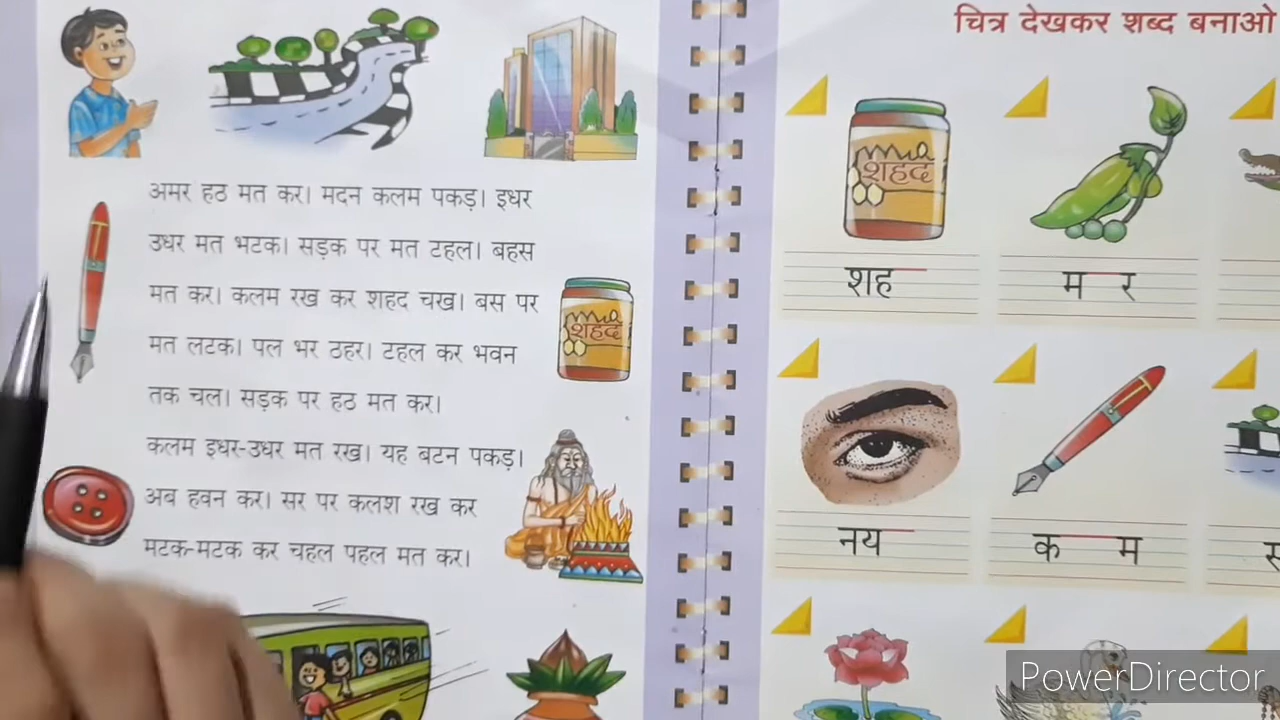 अमर हठ मत कर। मदन कलम पकड़। इधर
उधर मत भटक। सड़क पर मत टहल। बहस
मत कर। कलम रख कर शहद चख। बस पर
मत लटक। पल भर ठहर। टहल कर भवन
तक चल। सड़क पर हठ मत कर।
कलम इधर-उधर मत रख। यह बटन पकड़।
अब हवन कर। सर पर कलश रख कर
मटक-मटक कर चहल पहल मत कर।
शहद
चित्र देखकर शब्द बनाओ
शहद
शह
म र
नय
क म
PowerDirector